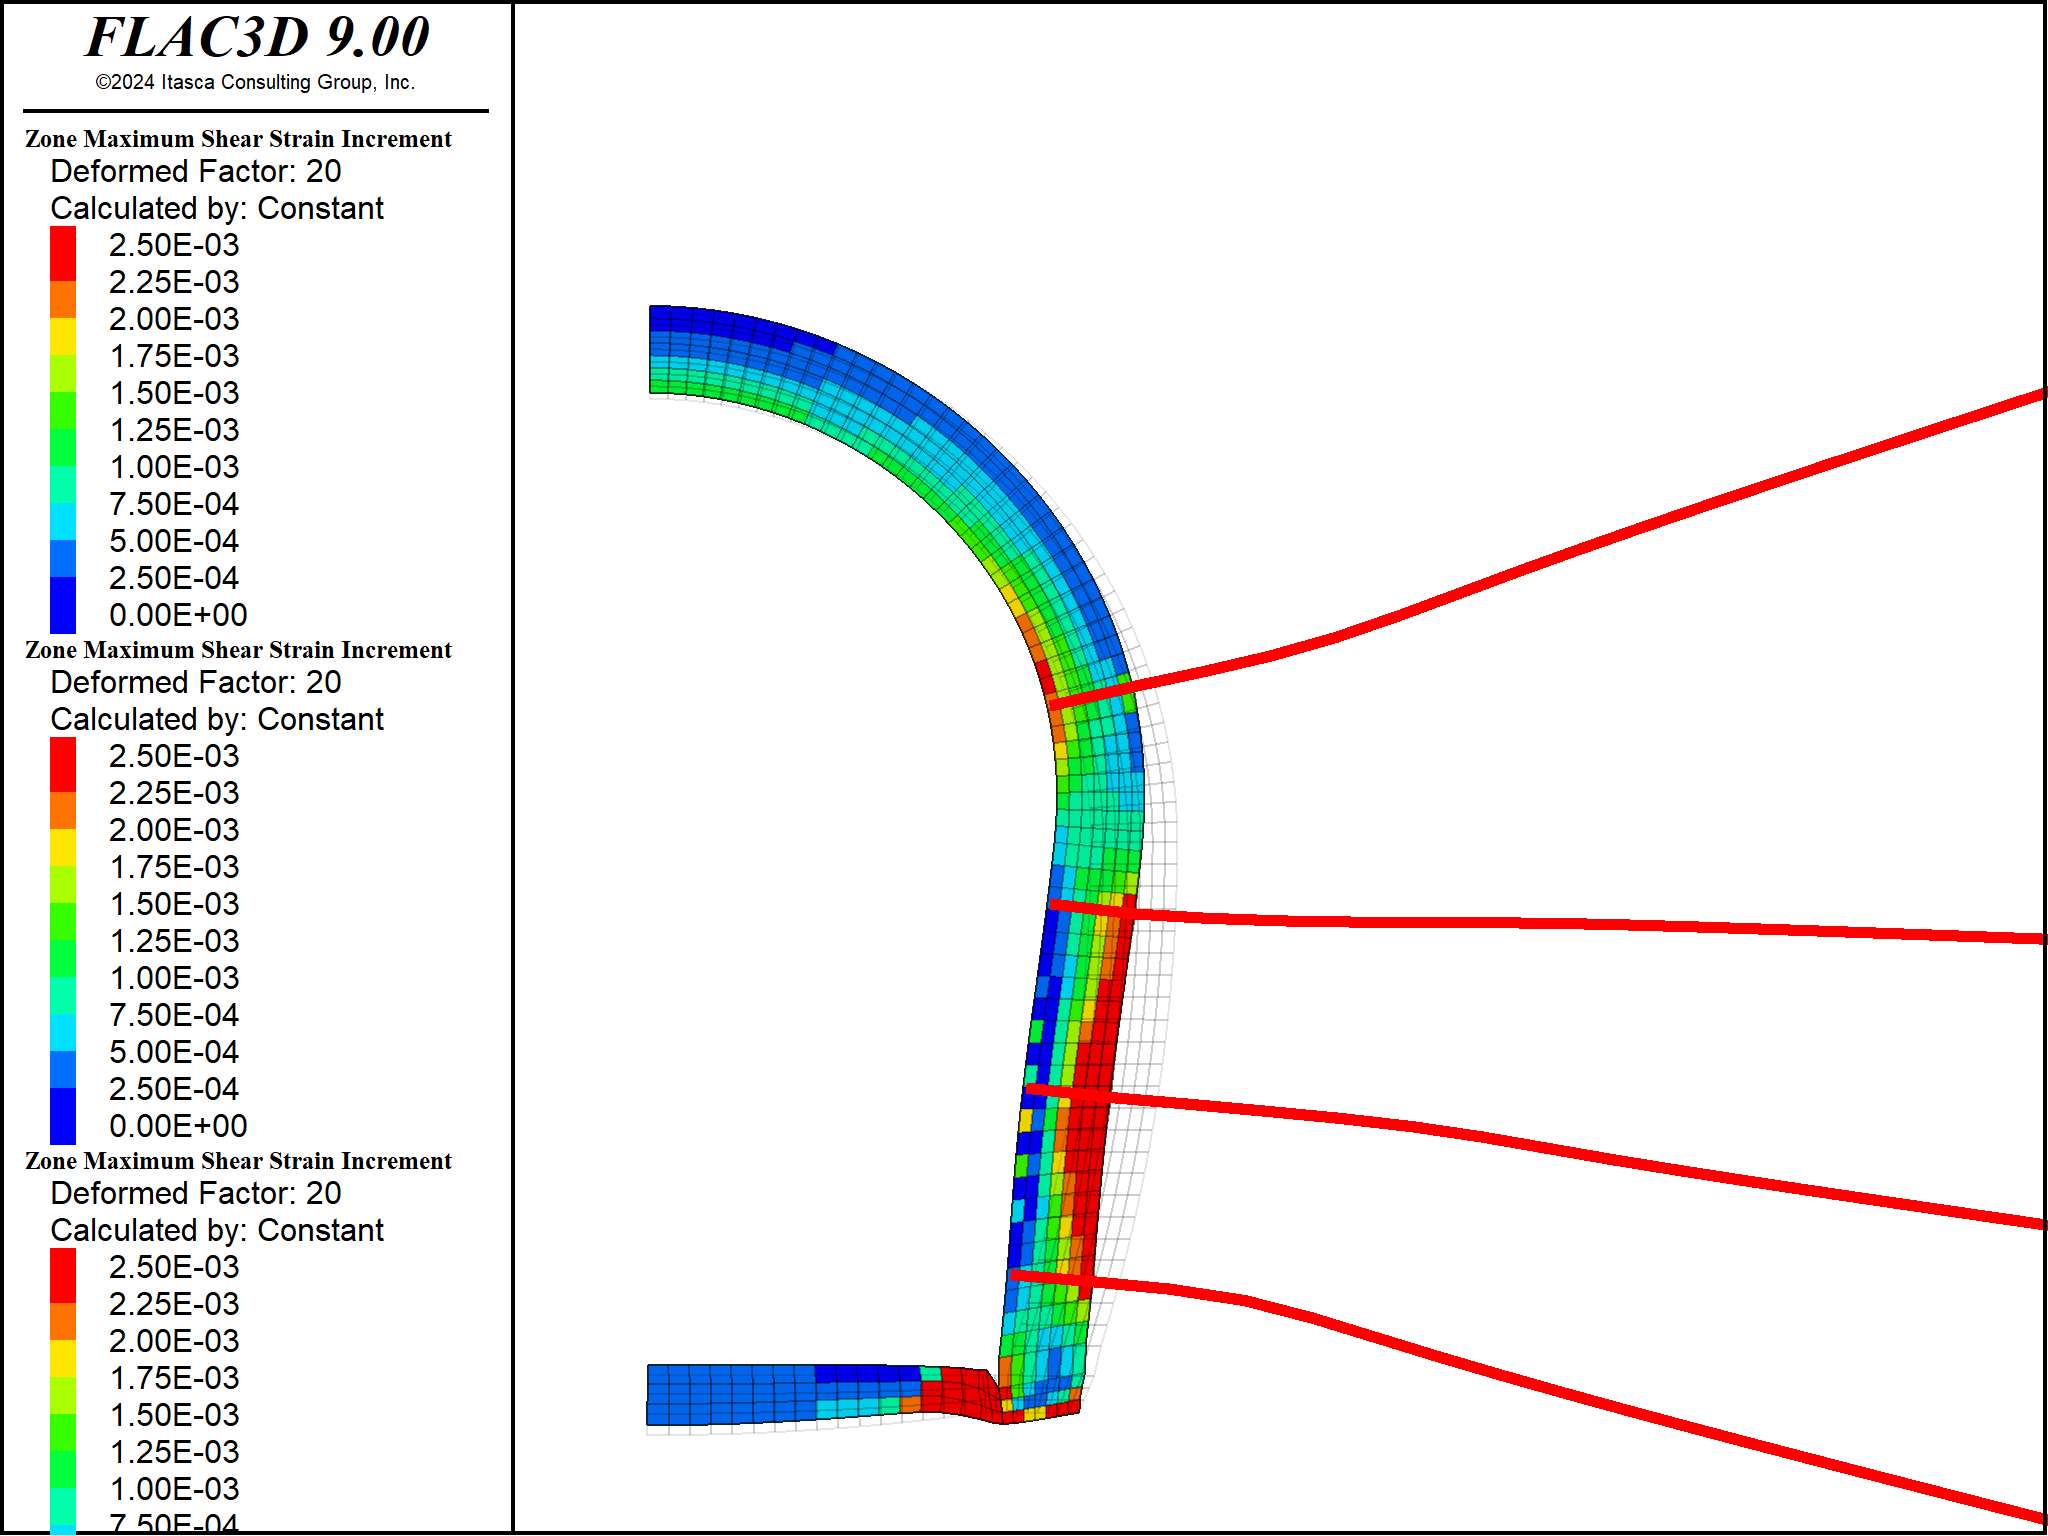 FLAC3D 9.00
©2024 Itasca Consulting Group, Inc.
Zone Maximum Shear Strain Increment
Deformed Factor: 20
Calculated by: Constant
2.50E-03
2.25E-03
2.00E-03
1.75E-03
1.50E-03
1.25E-03
1.00E-03
7.50E-04
5.00E-04
2.50E-04
0.00E+00
Zone Maximum Shear Strain Increment
Deformed Factor: 20
Calculated by: Constant
2.50E-03
2.25E-03
2.00E-03
1.75E-03
1.50E-03
1.25E-03
1.00E-03
7.50E-04
5.00E-04
2.50E-04
0.00E+00
Zone Maximum Shear Strain Increment
Deformed Factor: 20
Calculated by: Constant
2.50E-03
2.25E-03
2.00E-03
1.75E-03
1.50E-03
1.25E-03
1.00E-03
7.50E-04